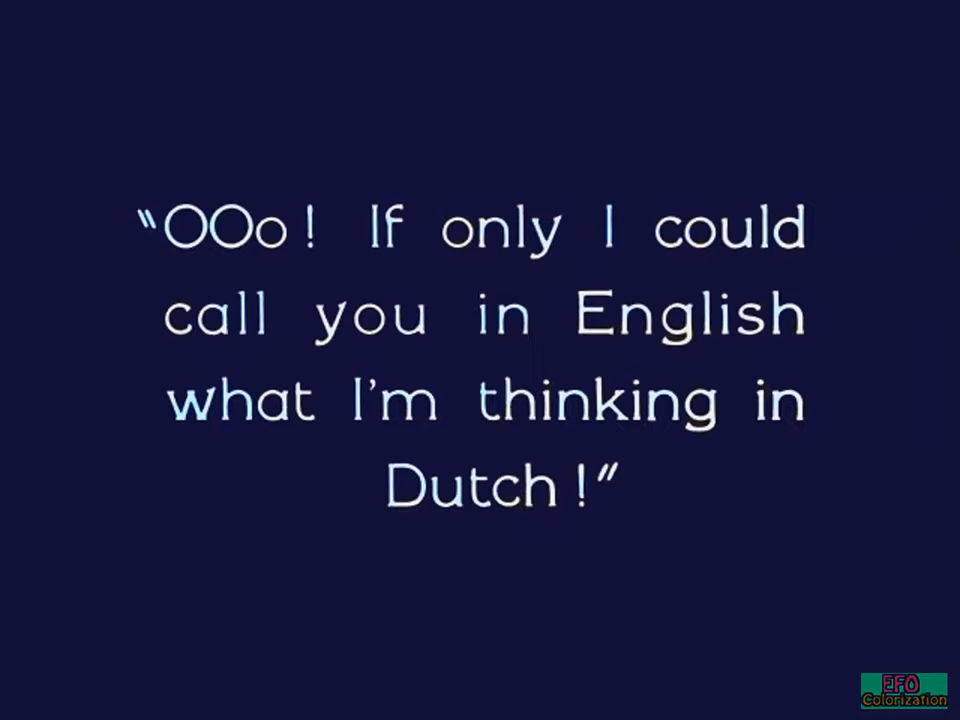 “OOo! If only I could
call you in English
what I'm thinking in
Dutch!”
EFO
Colorization